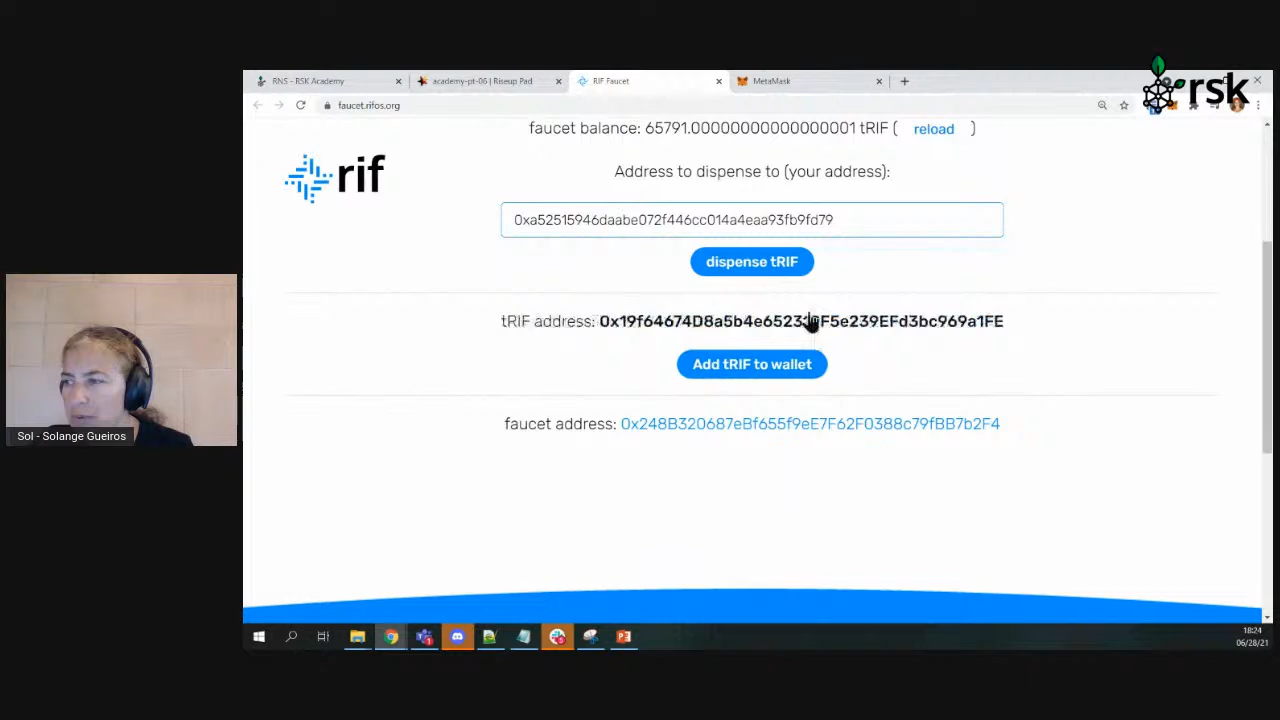 RNS - RSK Academy
academy-pt-06 | Riseup Pad
RIF Faucet
MetaMask
rsk
faucet.rifos.org
faucet balance: 65791.00000000000000001 tRIF ( reload )
rif
Address to dispense to (your address):
0xa52515946daabe072f446cc014a4eaa93fb9fd79
dispense tRIF
tRIF address:
Add tRIF to wallet
faucet address: 0x248B320687eBf655f9eE7F62F0388c79fBB7b2F4
Sol - Solange Gueiros
18:24
06/28/21